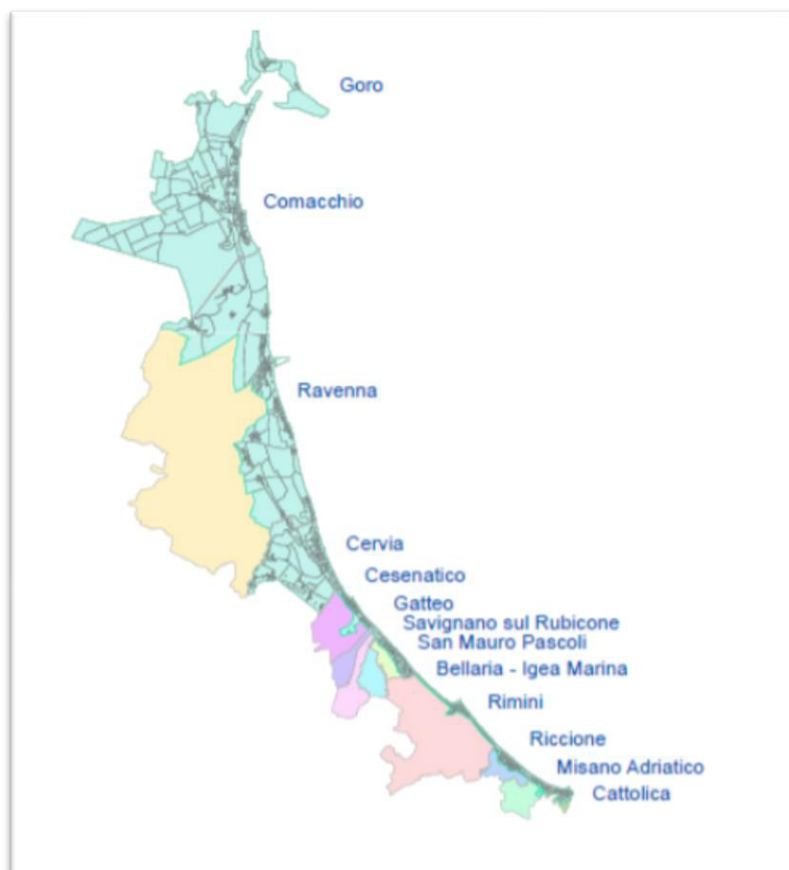 Goro
Comacchio
Ravenna
Cervia
Cesenatico
Gatteo
Savignano sul Rubicone
San Mauro Pascoli
Bellaria - Igea Marina
Rimini
Riccione
Misano Adriatico
Cattolica